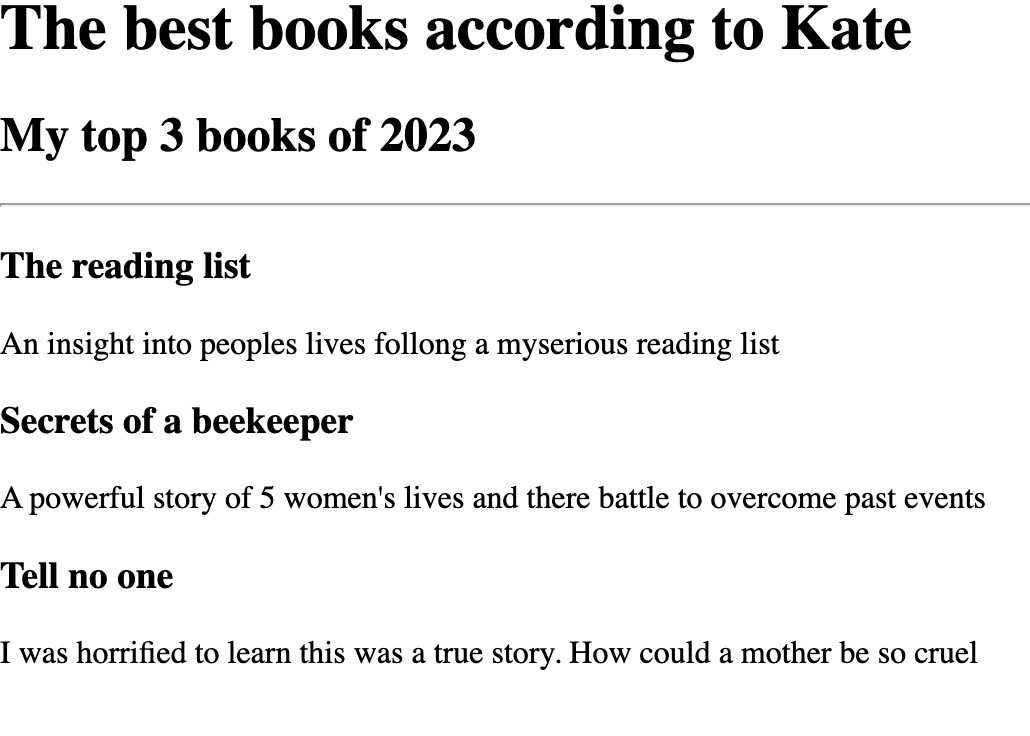 The best books according to Kate
My top 3 books of 2023
The reading list
An insight into peoples lives follong a myserious reading list
Secrets of a beekeeper
A powerful story of 5 women's lives and there battle to overcome past events
Tell no one
I was horrified to learn this was a true story. How could a mother be so cruel